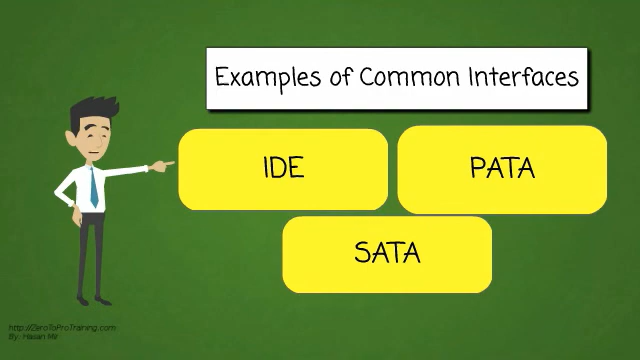 Examples of Common Interfaces
IDE
PATA
SATA
http://ZeroToProTraining.com
By: Hasan Mir